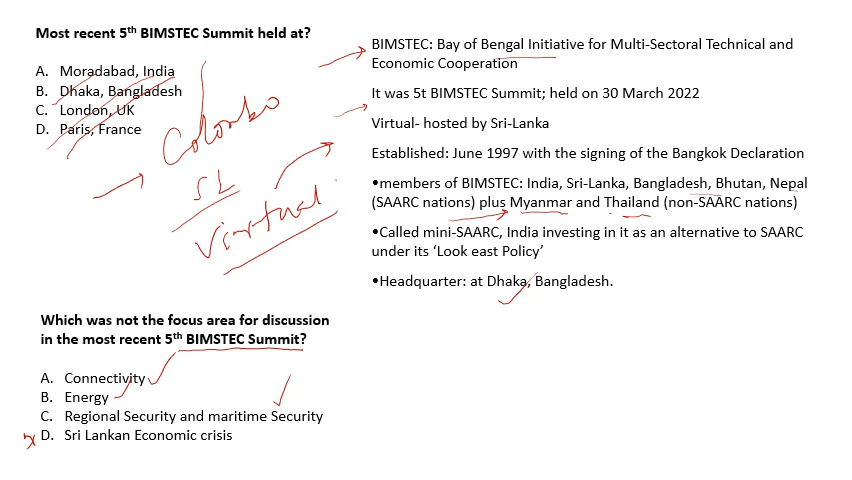 Most recent 5th BIMSTEC Summit held at?
A. Moradabad, India
B. Dhaka, Bangladesh
C. London, UK
D. Paris, France
Colombo
SL
Virtual
Which was not the focus area for discussion
in the most recent 5th BIMSTEC Summit?
A. Connectivity
B. Energy
C. Regional Security and maritime Security
D. Sri Lankan Economic crisis
BIMSTEC: Bay of Bengal Initiative for Multi-Sectoral Technical and
Economic Cooperation
It was 5t BIMSTEC Summit; held on 30 March 2022
Virtual- hosted by Sri-Lanka
Established: June 1997 with the signing of the Bangkok Declaration
•members of BIMSTEC: India, Sri-Lanka, Bangladesh, Bhutan, Nepal
(SAARC nations) plus Myanmar and Thailand (non-SAARC nations)
•Called mini-SAARC, India investing in it as an alternative to SAARC
under its ‘Look east Policy’
•Headquarter: at Dhaka, Bangladesh.